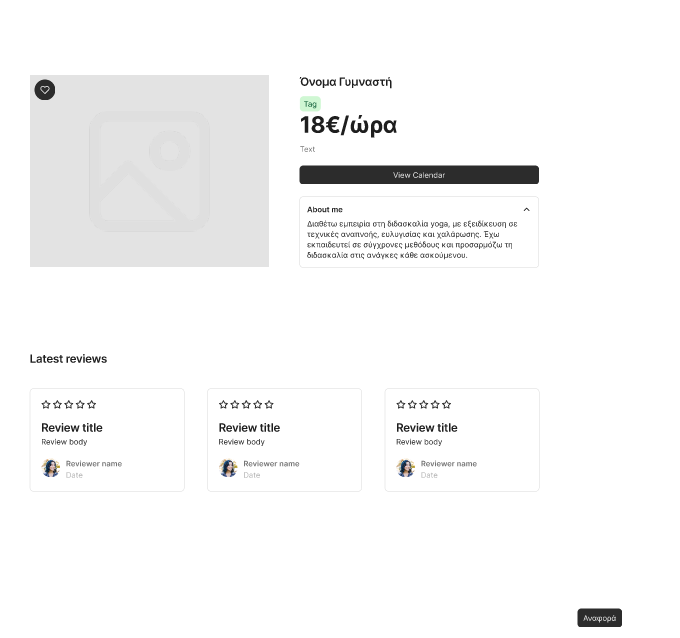 Όνομα Γυμναστή
Tag
18€/ώρα
Text
View Calendar
About me
Διαθέτω εμπειρία στη διδασκαλία yoga, με εξειδίκευση σε
τεχνικές αναπνοής, ευλυγισίας και χαλάρωσης. Έχω
εκπαιδευτεί σε σύγχρονες μεθόδους και προσαρμόζω τη
διδασκαλία στις ανάγκες κάθε ασκούμενου.
Latest reviews
Review title
Review body
Reviewer name
Date
Review title
Review body
Reviewer name
Date
Review title
Review body
Reviewer name
Date
Αναφορά